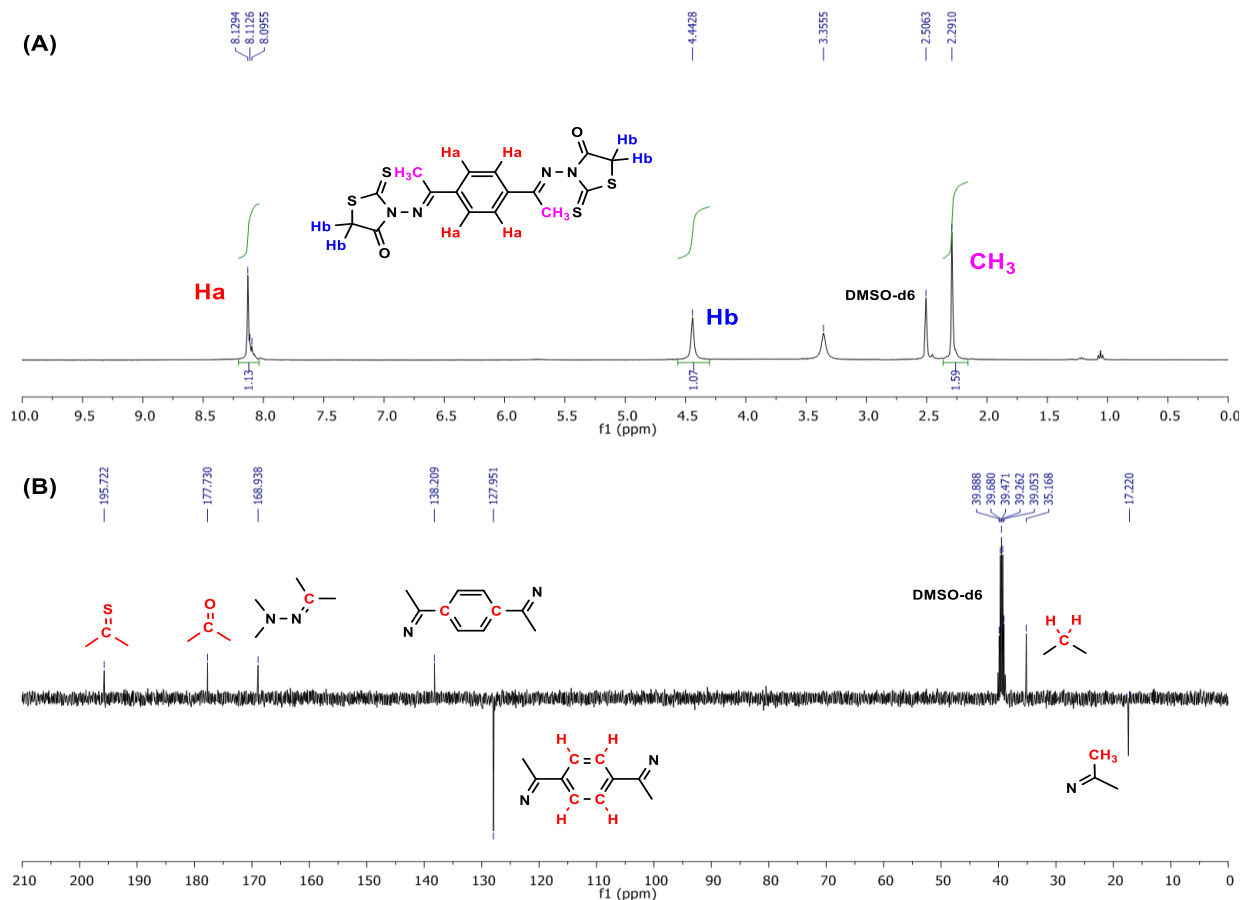 (A)
8.1294
8.1126
8.0955
4.4428
3.3555
2.5063
2.2910
O Hb
Hb
Ha Ha
S H3C N N
S N N S
S
Hb CH3
Hb
O Ha Ha
Ha
Hb
DMSO-d6
CH3
1.13
1.07
1.59
10.0 9.5 9.0 8.5 8.0 7.5 7.0 6.5 6.0 5.5 5.0 4.5 4.0 3.5 3.0 2.5 2.0 1.5 1.0 0.5 0.0
f1 (ppm)
(B)
195.722
177.730
168.938
138.209
127.951
39.888
39.680
39.471
39.262
39.053
35.168
17.220
S
O
C
N N
N C C N
DMSO-d6
H H
C
H H
C C
N C C N
H H
CH3
N
210 200 190 180 170 160 150 140 130 120 110 100 90 80 70 60 50 40 30 20 10 0
f1 (ppm)